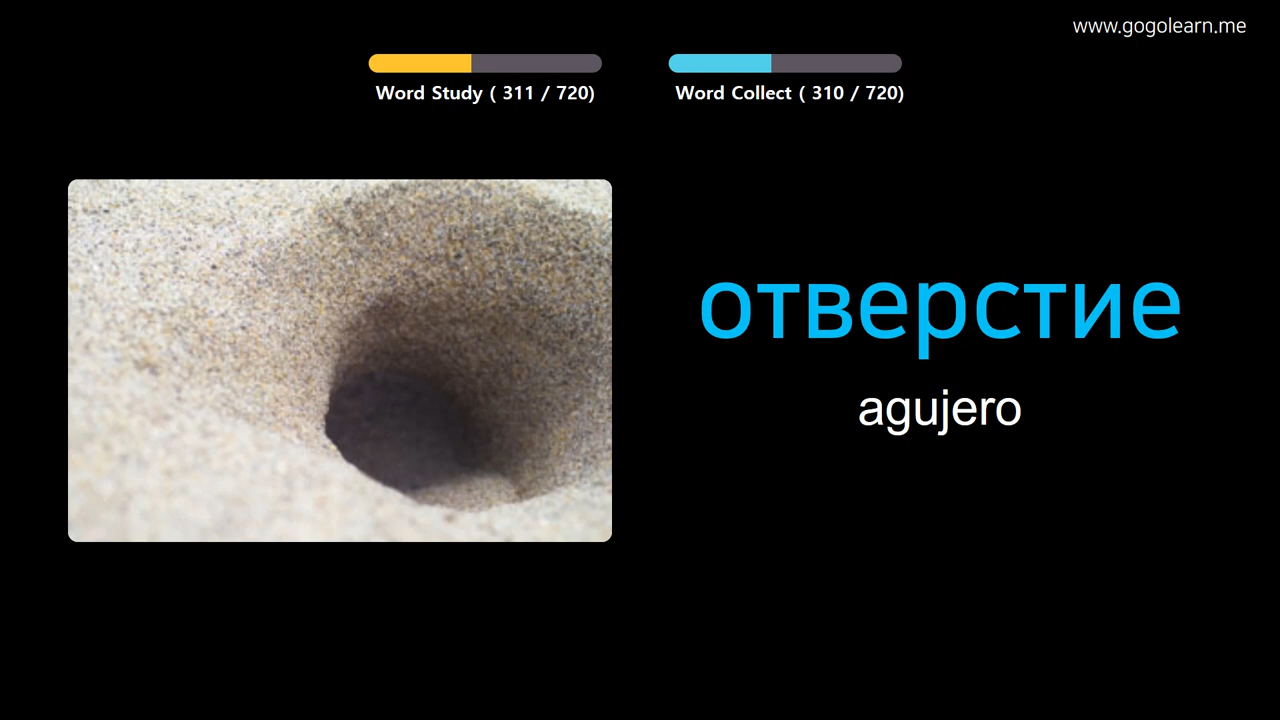 www.gogolearn.me
Word Study ( 311 / 720)
Word Collect ( 310 / 720)
отверстие
agujero